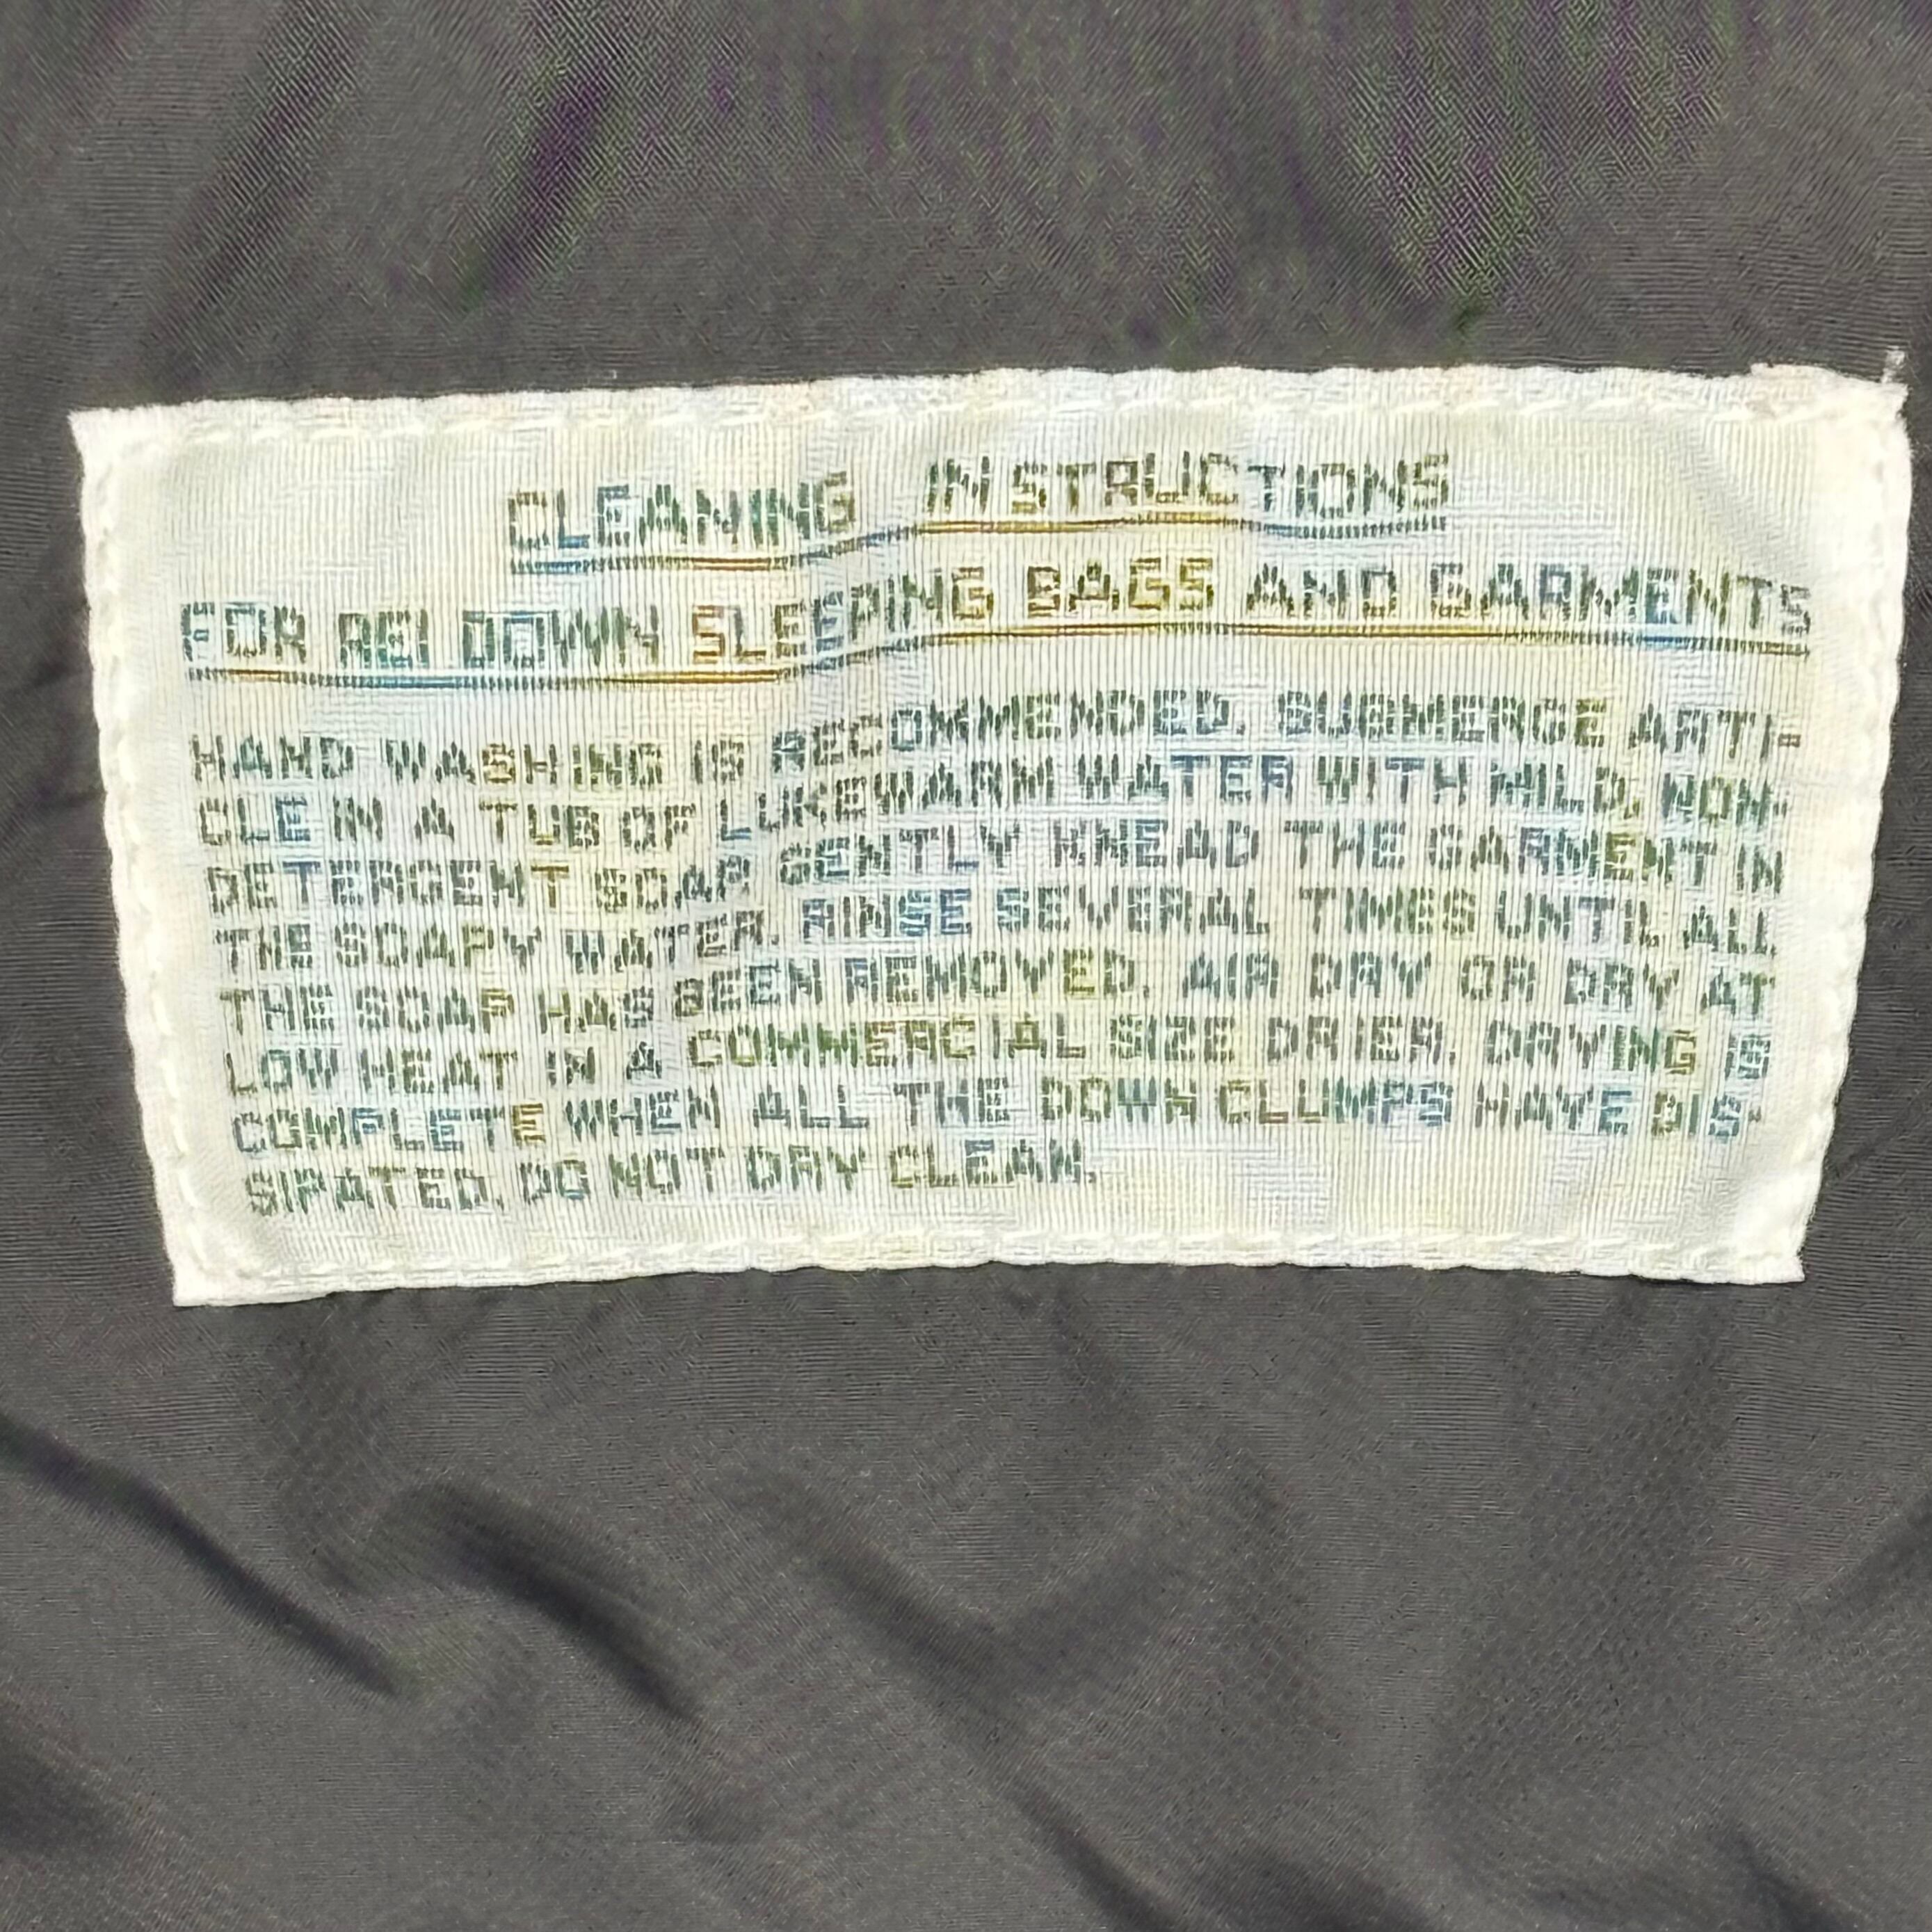 CLEANING INSTRUCTIONS
FOR REI DOWN SLEEPING BAGS AND GARMENTS
HAND WASHING IS RECOMMENDED. SUBMERGE ARTI-
CLE IN A TUB OF LUKEWARM WATER WITH MILD, NON-
DETERGENT SOAP. GENTLY KNEAD THE GARMENT IN
THE SOAPY WATER. RINSE SEVERAL TIMES UNTIL ALL
THE SOAP HAS BEEN REMOVED. AIR DRY OR DRY AT
LOW HEAT IN A COMMERCIAL SIZE DRIER. DRYING IS
COMPLETE WHEN ALL THE DOWN CLUMPS HAVE DIS-
SIPATED. DO NOT DRY CLEAN.